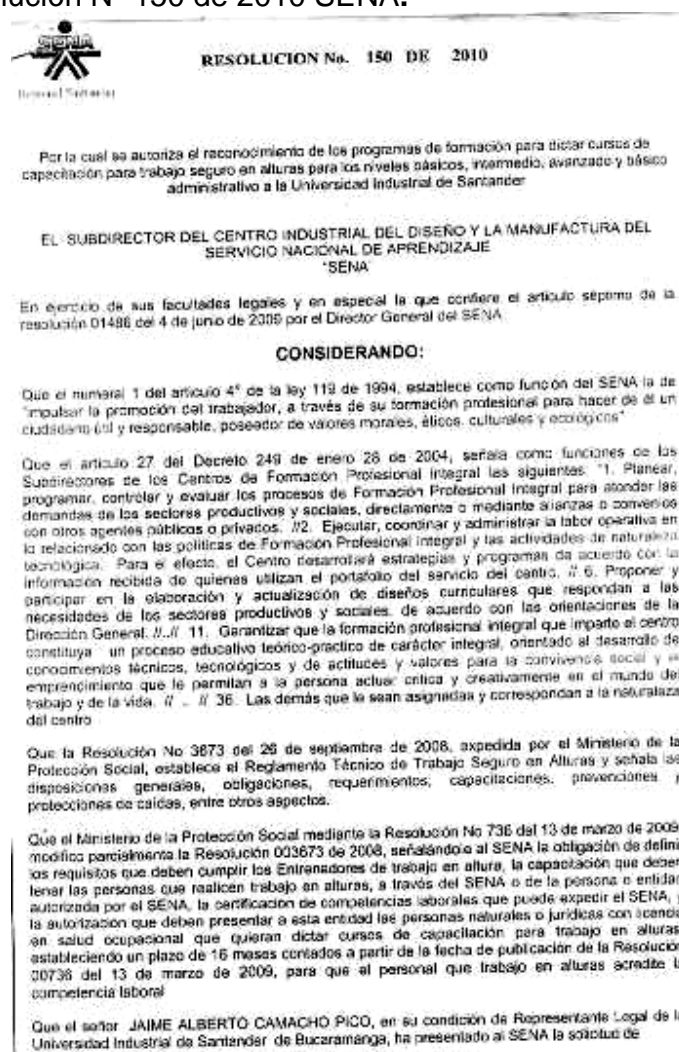 lución N° 150 de 2010 SENA.
SENA
RESOLUCION No. 150 DE 2010
Por la cual se autoriza el reconocimiento de los programas de formación para dictar cursos de
capacitación para trabajo seguro en alturas para los niveles básicos, intermedio, avanzado y básico
administrativo a la Universidad Industrial de Santander
EL SUBDIRECTOR DEL CENTRO INDUSTRIAL DEL DISEÑO Y LA MANUFACTURA DEL
SERVICIO NACIONAL DE APRENDIZAJE
"SENA"
En ejercicio de sus facultades legales y en especial la que confiere el artículo séptimo de la
resolución 01486 del 4 de junio de 2009 por el Director General del SENA
CONSIDERANDO:
Que el numeral 1 del artículo 4° de la ley 119 de 1994, establece como función del SENA la de
"impulsar la promoción del trabajador, a través de su formación profesional para hacer de él un
ciudadano útil y responsable, poseedor de valores morales, éticos, culturales y ecológicos"
Que el artículo 27 del Decreto 249 de enero 28 de 2004, señala como funciones de los
Subdirectores de los Centros de Formación Profesional Integral las siguientes "1. Planear,
programar, controlar y evaluar los procesos de Formación Profesional Integral para atender las
demandas de los sectores productivos y sociales, directamente o mediante alianzas o convenios
con otros agentes públicos o privados. //2. Ejecutar, coordinar y administrar la labor operativa en
lo relacionado con las políticas de Formación Profesional integral y las actividades de naturaleza
tecnológica. Para el efecto, el Centro desarrollará estrategias y programas de acuerdo con la
información recibida de quienes utilizan el portafolio del servicio del centro. // 6. Proponer y
participar en la elaboración y actualización de diseños curriculares que respondan a las
necesidades de los sectores productivos y sociales, de acuerdo con las orientaciones de la
Dirección General. //..// 11. Garantizar que la formación profesional integral que imparte el centro
constituya un proceso educativo teórico-practico de carácter integral, orientado al desarrollo de
conocimientos técnicos, tecnológicos y de actitudes y valores para la convivencia social y el
emprendimiento que le permitan a la persona actuar critica y creativamente en el mundo del
trabajo y de la vida. // .. // 36. Las demás que le sean asignadas y correspondan a la naturaleza
del centro
Que la Resolución No 3673 del 26 de septiembre de 2008, expedida por el Ministerio de la
Protección Social, establece el Reglamento Técnico de Trabajo Seguro en Alturas y señala las
disposiciones generales, obligaciones, requerimientos, capacitaciones, prevenciones y
protecciones de caídas, entre otros aspectos.
Que el Ministerio de la Protección Social mediante la Resolución No 736 del 13 de marzo de 2009
modifico parcialmente la Resolución 003673 de 2008, señalándole al SENA la obligación de defini
los requisitos que deben cumplir los Entrenadores de trabajo en altura, la capacitación que deben
tener las personas que realicen trabajo en alturas, a través del SENA o de la persona o entidad
autorizada por el SENA, la certificación de competencias laborales que puede expedir el SENA, y
la autorización que deben presentar a esta entidad las personas naturales o jurídicas con licencia
en salud ocupacional que quieran dictar cursos de capacitación para trabajo en alturas
estableciendo un plazo de 16 meses contados a partir de la fecha de publicación de la Resolución
00736 del 13 de marzo de 2009, para que el personal que trabajo en alturas acredite la
competencia laboral
Que el señor JAIME ALBERTO CAMACHO PICO, en su condición de Representante Legal de la
Universidad Industrial de Santander de Bucaramanga, ha presentado al SENA la solicitud de